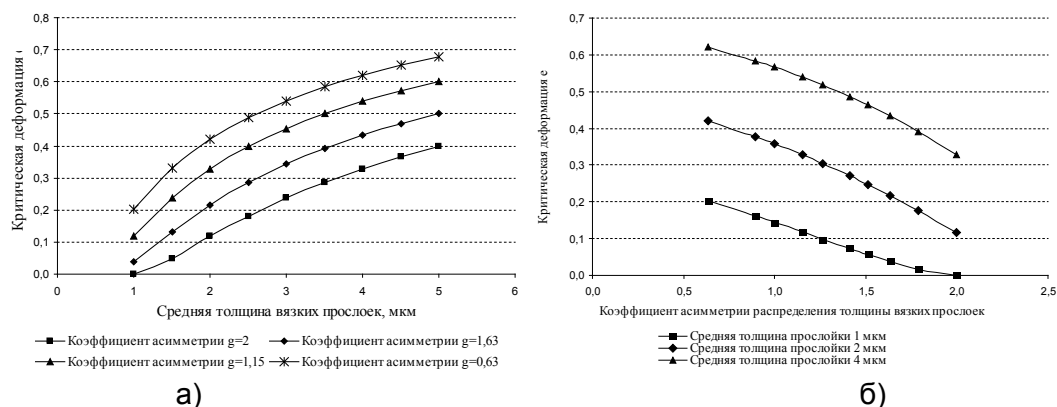 Критическая деформация
0,8
0,7
0,6
0,5
0,4
0,3
0,2
0,1
0,0
0 1 2 3 4 5 6
Средняя толщина вязких прослоек, мкм
Коэффициент асимметрии g=2 Коэффициент асимметрии g=1,63
Коэффициент асимметрии g=1,15 Коэффициент асимметрии g=0,63
а)
Критическая деформация е
0,7
0,6
0,5
0,4
0,3
0,2
0,1
0,0
0,0 0,5 1,0 1,5 2,0 2,5
Коэффициент асимметрии распределения толщины вязких прослоек
Средняя толщина прослойки 1 мкм
Средняя толщина прослойки 2 мкм
Средняя толщина прослойки 4 мкм
б)